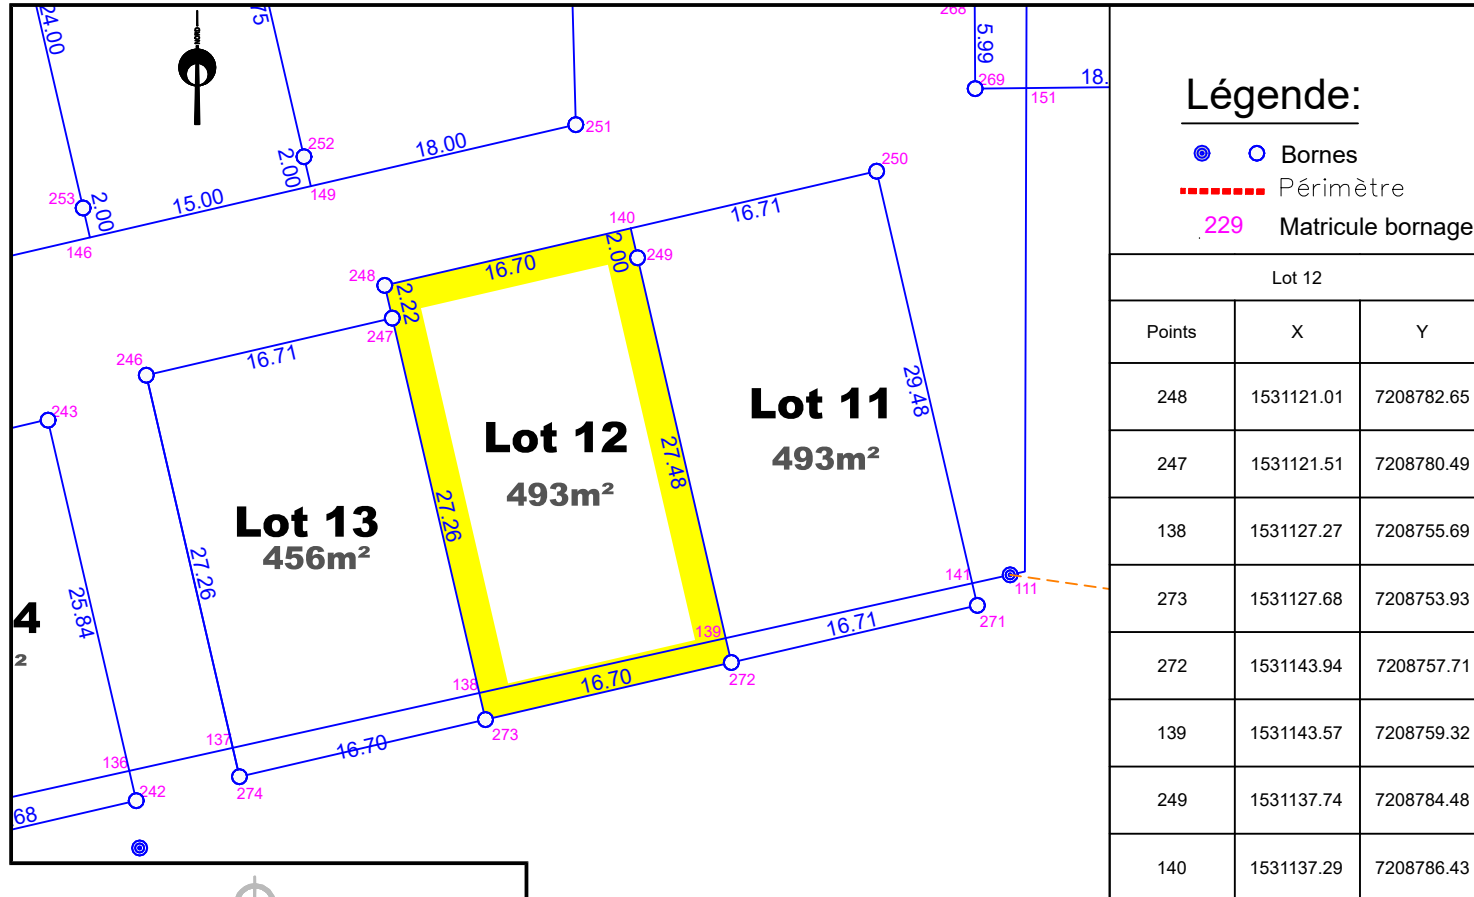 24.00
75
NORD
268
5.99
269
18.
151
252
2.00
149
18.00
251
253
2.00
15.00
146
250
140
16.71
2.00
249
248
16.70
2.22
247
246
16.71
243
Lot 11
493m²
29.48
Lot 12
493m²
27.48
27.26
Lot 13
456m²
27.26
25.84
4
²
141
111
271
16.71
139
272
138
16.70
273
137
16.70
136
274
242
68
Légende:
Bornes
Périmètre
229 Matricule bornage
Lot 12
Points X Y
248 1531121.01 7208782.65
247 1531121.51 7208780.49
138 1531127.27 7208755.69
273 1531127.68 7208753.93
272 1531143.94 7208757.71
139 1531143.57 7208759.32
249 1531137.74 7208784.48
140 1531137.29 7208786.43